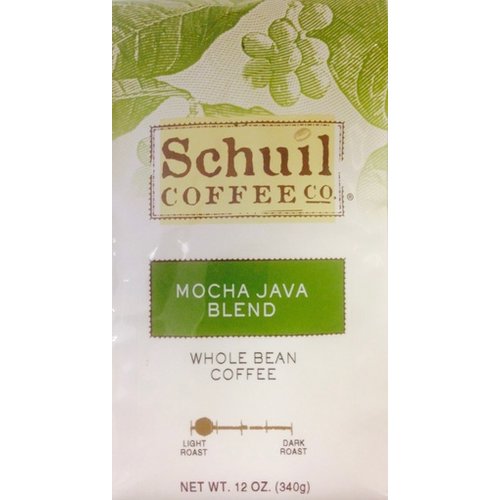 Schuil
COFFEE CO.®
MOCHA JAVA
BLEND
WHOLE BEAN
COFFEE
LIGHT ROAST
DARK ROAST
NET WT. 12 OZ. (340g)